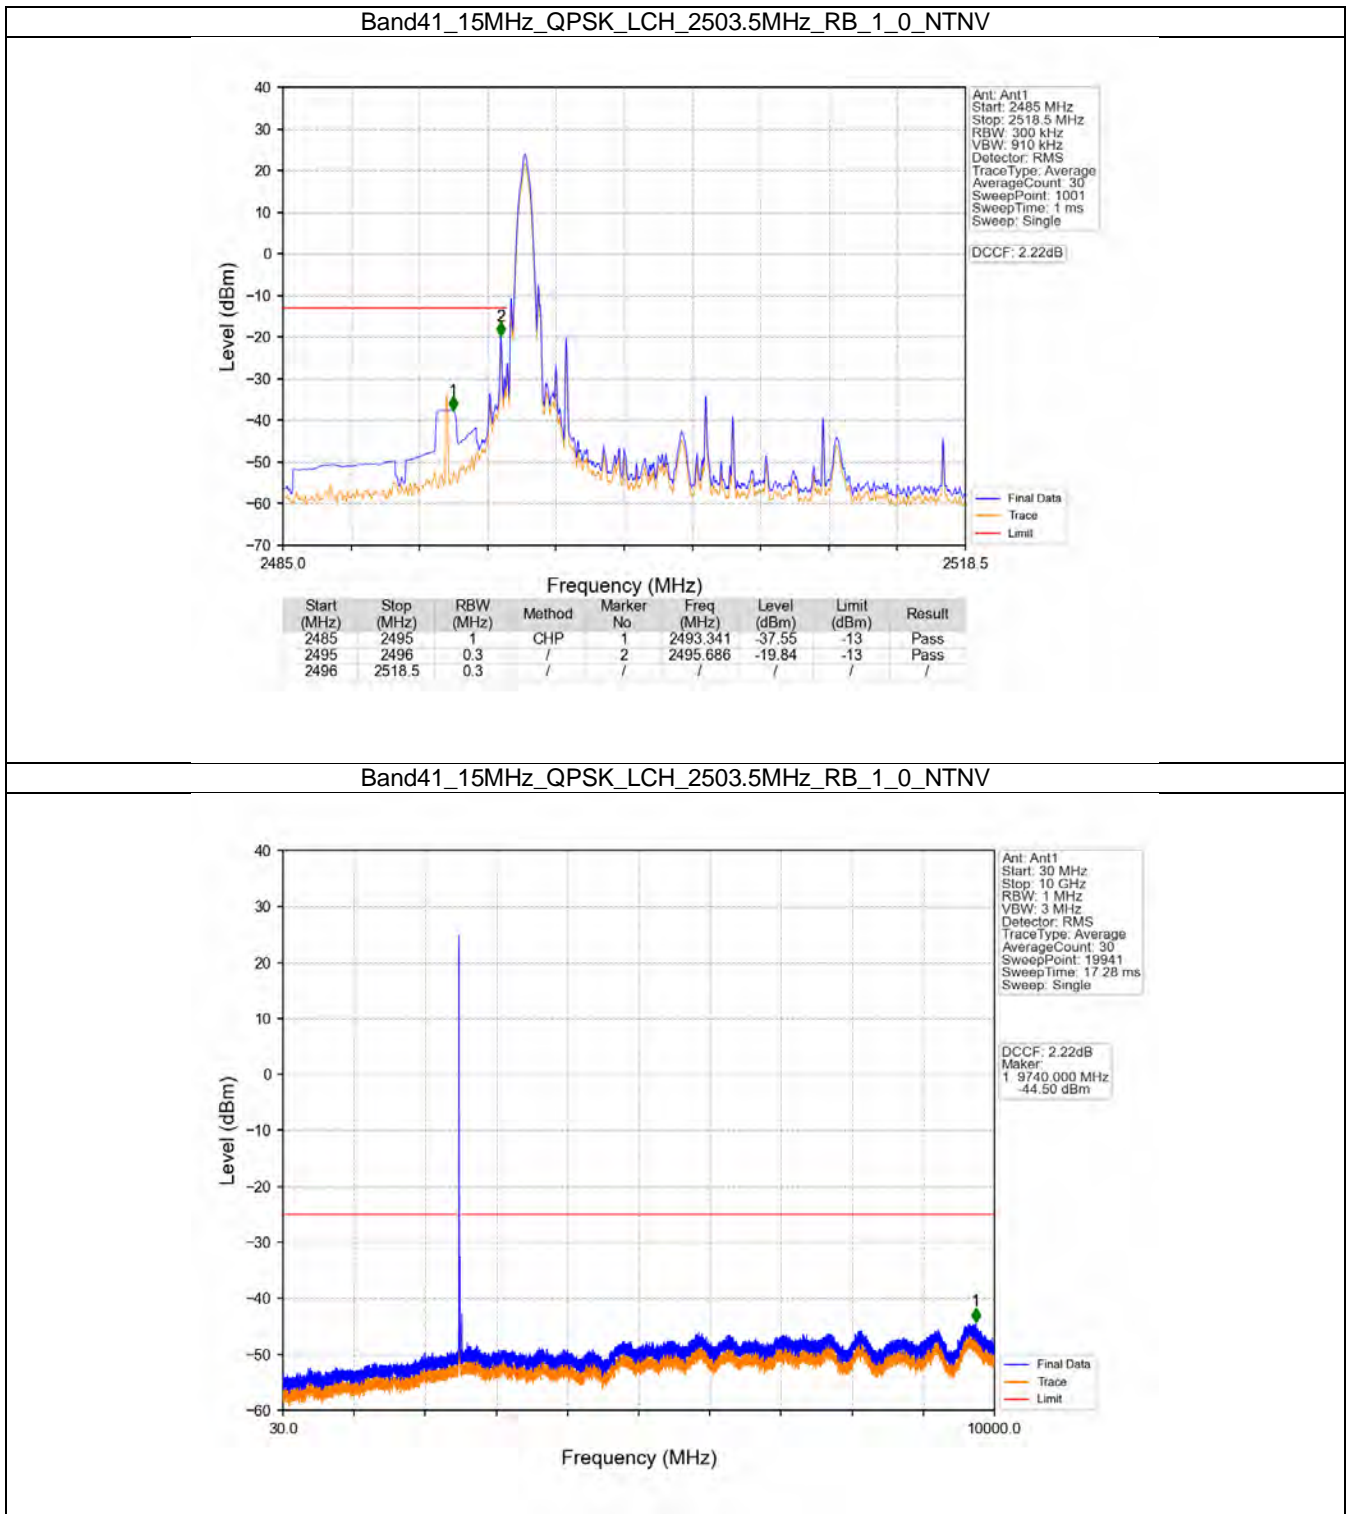 Band41_15MHz_QPSK_LCH_2503.5MHz_RB_1_0_NTNV
40
30
20
10
0
−10
−20
−30
−40
−50
−60
−70
Level (dBm)
1
2
2485.0
2518.5
Frequency (MHz)
Ant: Ant1
Start: 2485 MHz
Stop: 2518.5 MHz
RBW: 300 kHz
VBW: 910 kHz
Detector: RMS
TraceType: Average
AverageCount: 30
SweepPoint: 1001
SweepTime: 1 ms
Sweep: Single
DCCF: 2.22dB
Final Data
Trace
Limit
Start (MHz) Stop (MHz) RBW (MHz) Method Marker No Freq (MHz) Level (dBm) Limit (dBm) Result
2485 2495 1 CHP 1 2493.341 -37.55 -13 Pass
2495 2496 0.3 / 2 2495.686 -19.84 -13 Pass
2496 2518.5 0.3 / / / / / /
Band41_15MHz_QPSK_LCH_2503.5MHz_RB_1_0_NTNV
40
30
20
10
0
−10
−20
−30
−40
−50
−60
Level (dBm)
1
30.0
10000.0
Frequency (MHz)
Ant: Ant1
Start: 30 MHz
Stop: 10 GHz
RBW: 1 MHz
VBW: 3 MHz
Detector: RMS
TraceType: Average
AverageCount: 30
SweepPoint: 19941
SweepTime: 17.28 ms
Sweep: Single
DCCF: 2.22dB
Maker:
1 9740.000 MHz
-44.50 dBm
Final Data
Trace
Limit